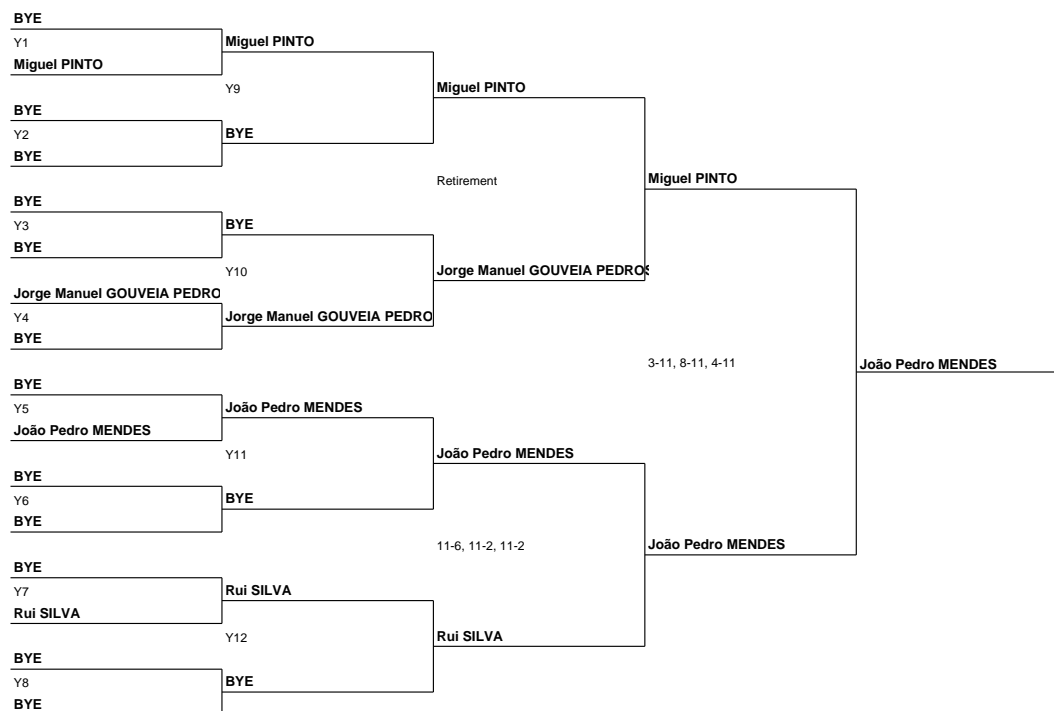 BYE
Y1
Miguel PINTO
BYE
Y2
BYE
BYE
Y3
BYE
Jorge Manuel GOUVEIA PEDRO
Y4
BYE
BYE
Y5
João Pedro MENDES
BYE
Y6
BYE
BYE
Y7
Rui SILVA
BYE
Y8
BYE
Miguel PINTO
Y9
BYE
BYE
Y10
Jorge Manuel GOUVEIA PEDRO
João Pedro MENDES
Y11
BYE
Rui SILVA
Y12
BYE
Miguel PINTO
Retirement
Jorge Manuel GOUVEIA PEDROS
João Pedro MENDES
11-6, 11-2, 11-2
Rui SILVA
Miguel PINTO
3-11, 8-11, 4-11
João Pedro MENDES
João Pedro MENDES